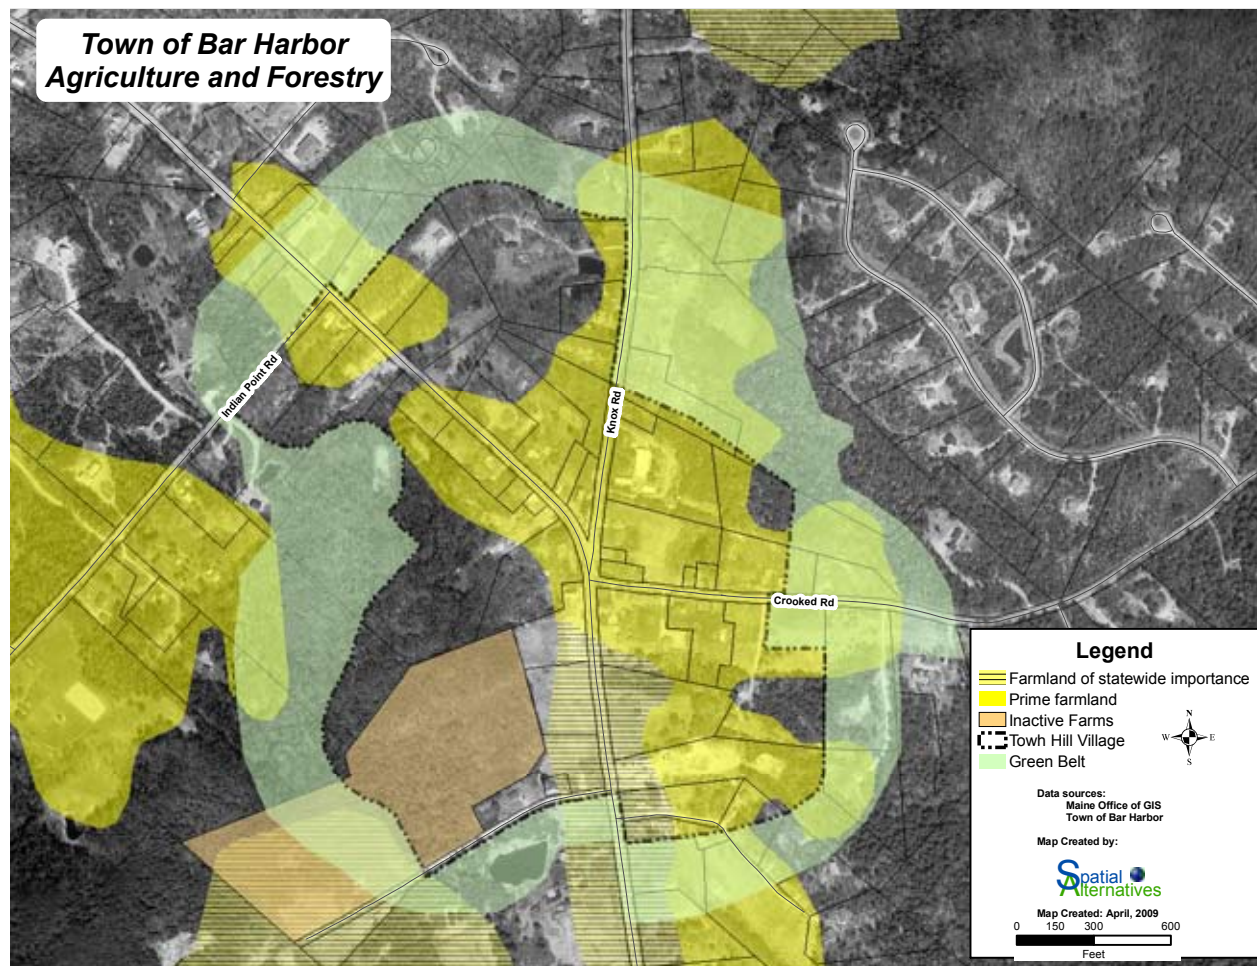 Town of Bar Harbor
Agriculture and Forestry
Indian Point Rd
Knox Rd
Crooked Rd
Legend
Farmland of statewide importance
Prime farmland
Inactive Farms
Towh Hill Village
Green Belt
N
W E
S
Data sources:
Maine Office of GIS
Town of Bar Harbor
Map Created by:
Spatial
Alternatives
Map Created: April, 2009
0 150 300 600
Feet